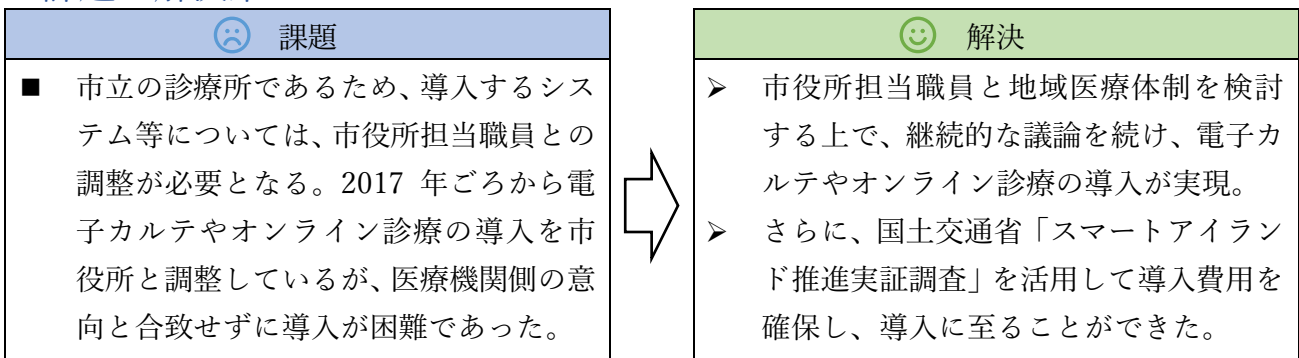 課題
■ 市立の診療所であるため、導入するシス
テム等については、市役所担当職員との
調整が必要となる。2017 年ごろから電
子カルテやオンライン診療の導入を市
役所と調整しているが、医療機関側の意
向と合致せずに導入が困難であった。
解決
➢ 市役所担当職員と地域医療体制を検討
する上で、継続的な議論を続け、電子カ
ルテやオンライン診療の導入が実現。
➢ さらに、国土交通省「スマートアイラン
ド推進実証調査」を活用して導入費用を
確保し、導入に至ることができた。